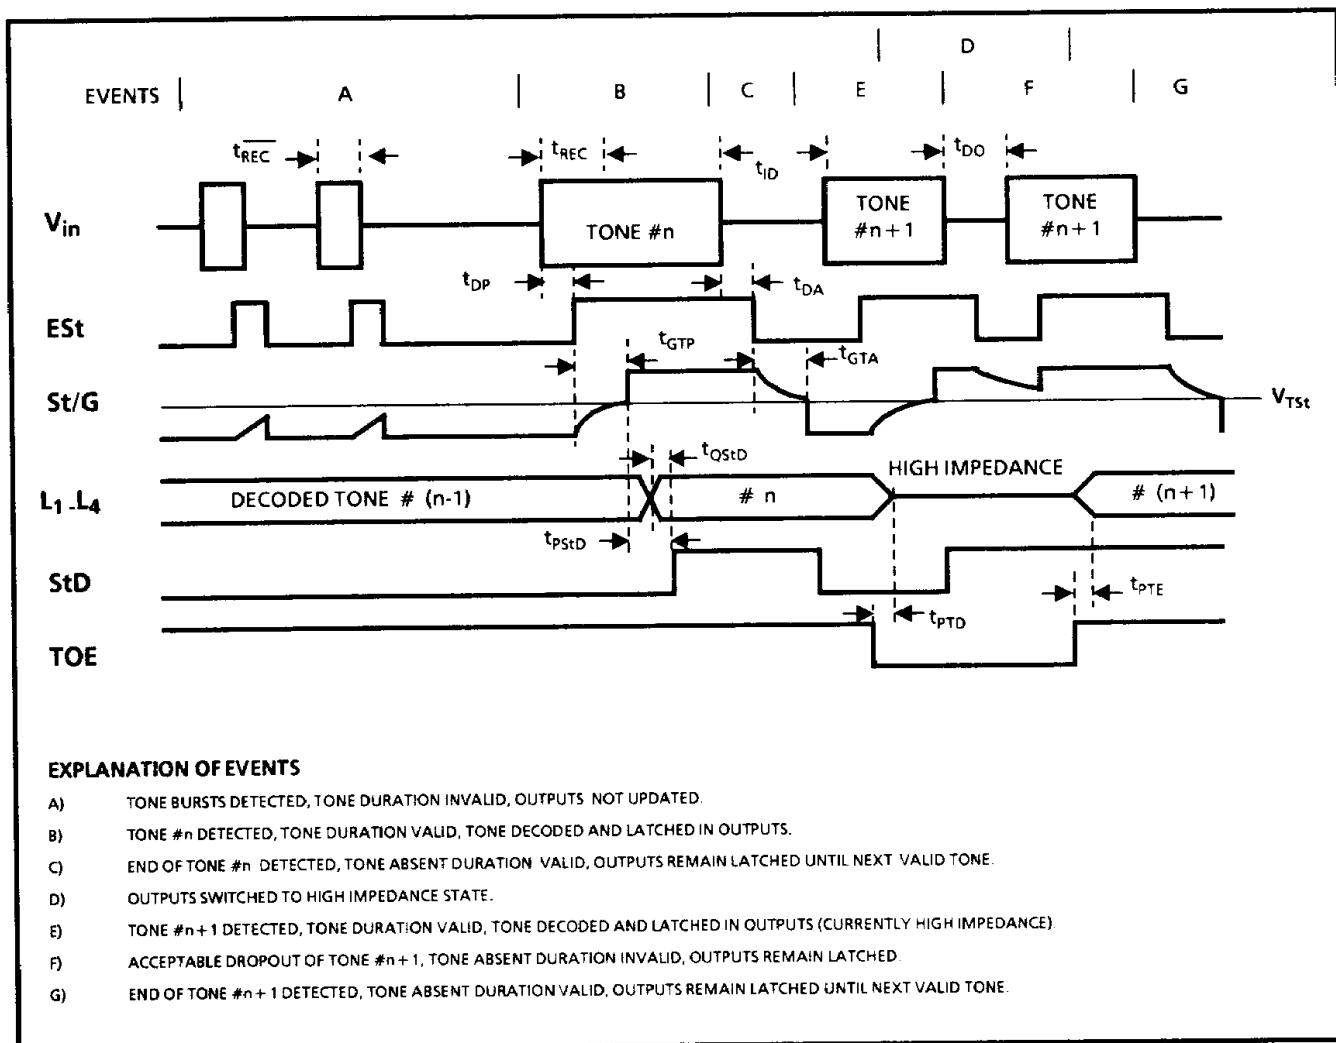 D
EVENTS A B C E F G
tREC tREC tID tDO
Vin TONE #n TONE #n+1 TONE #n+1
tDP tDA
ESt
tGTP tGTA
St/G VTSt
tQStD HIGH IMPEDANCE
L1-L4 DECODED TONE # (n-1) # n # (n+1)
tPStD
StD tPTE
tPTD
TOE
EXPLANATION OF EVENTS
A) TONE BURSTS DETECTED, TONE DURATION INVALID, OUTPUTS NOT UPDATED.
B) TONE #n DETECTED, TONE DURATION VALID, TONE DECODED AND LATCHED IN OUTPUTS.
C) END OF TONE #n DETECTED, TONE ABSENT DURATION VALID, OUTPUTS REMAIN LATCHED UNTIL NEXT VALID TONE.
D) OUTPUTS SWITCHED TO HIGH IMPEDANCE STATE.
E) TONE #n+1 DETECTED, TONE DURATION VALID, TONE DECODED AND LATCHED IN OUTPUTS (CURRENTLY HIGH IMPEDANCE).
F) ACCEPTABLE DROPOUT OF TONE #n+1, TONE ABSENT DURATION INVALID, OUTPUTS REMAIN LATCHED.
G) END OF TONE #n+1 DETECTED, TONE ABSENT DURATION VALID, OUTPUTS REMAIN LATCHED UNTIL NEXT VALID TONE.